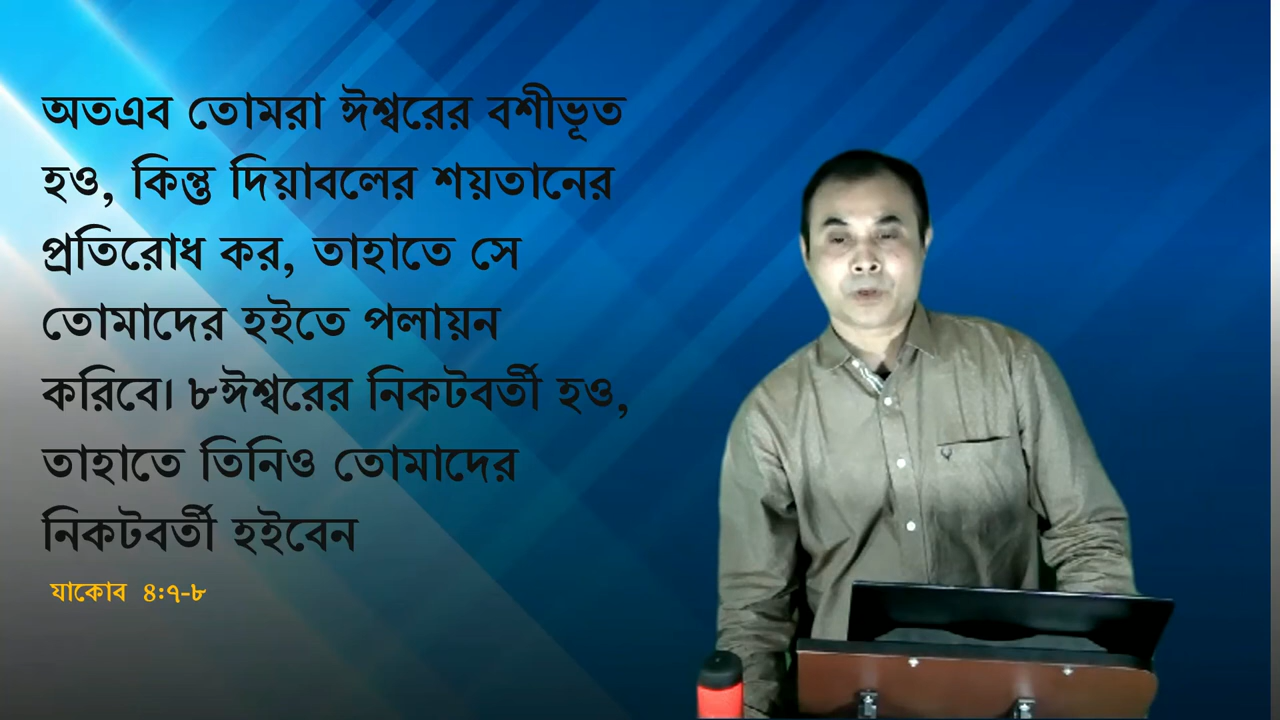 অতএব তোমরা ঈশ্বরের বশীভূত
হও, কিন্তু দিয়াবলের শয়তানের
প্রতিরোধ কর, তাহাতে সে
তোমাদের হইতে পলায়ন
করিবে। ৮ঈশ্বরের নিকটবর্তী হও,
তাহাতে তিনিও তোমাদের
নিকটবর্তী হইবেন
যাকোব ৪:৭-৮